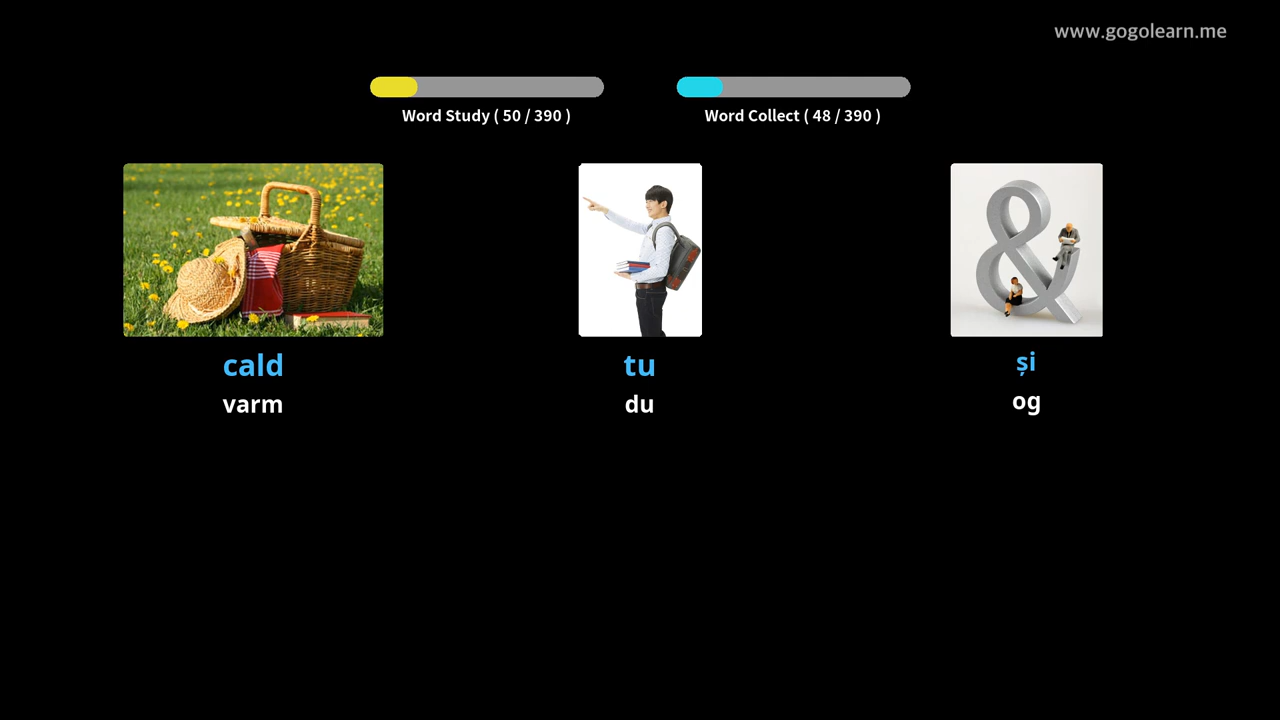 www.gogolearn.me
Word Study ( 50 / 390 )
Word Collect ( 48 / 390 )
cald
varm
tu
du
și
og